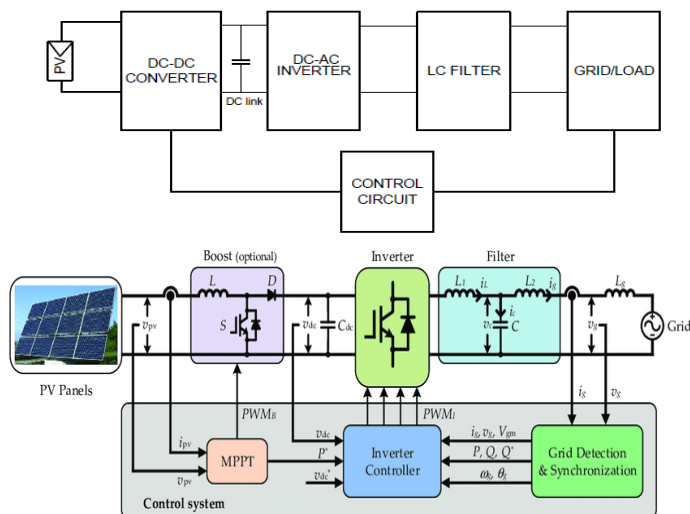 PV
DC-DC
CONVERTER
DC link
DC-AC
INVERTER
LC FILTER
GRID/LOAD
CONTROL
CIRCUIT
Boost (optional)
Inverter
Filter
L
D
L1
iL
L2
ig
Lg
vpv
S
vdc
Cdc
vc
ic
C
vg
Grid
PV Panels
PWMB
PWMI
ig
vg
ipv
vpv
MPPT
vdc
P*
vdc*
Inverter
Controller
ig, vg, Vgm
P, Q, Q*
θg
Grid Detection
& Synchronization
Control system